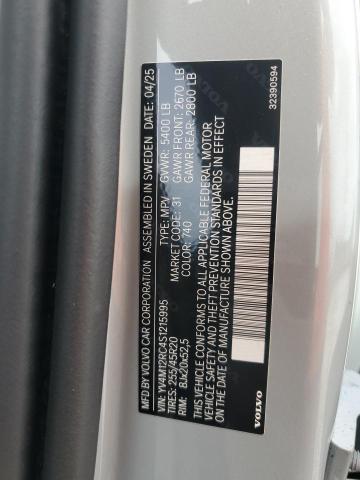 MFD BY VOLVO CAR CORPORATION ASSEMBLED IN SWEDEN DATE: 04/25
VIN: YV4M12RC4S1215995 TYPE: MPV GVWR: 5400 LB
TIRES: 255/45R20 MARKET CODE: 31 GAWR FRONT: 2670 LB
RIM: 8Jx20x52,5 COLOR: 740 GAWR REAR: 2800 LB
THIS VEHICLE CONFORMS TO ALL APPLICABLE FEDERAL MOTOR
VEHICLE SAFETY AND THEFT PREVENTION STANDARDS IN EFFECT
ON THE DATE OF MANUFACTURE SHOWN ABOVE.
VOLVO 32390594